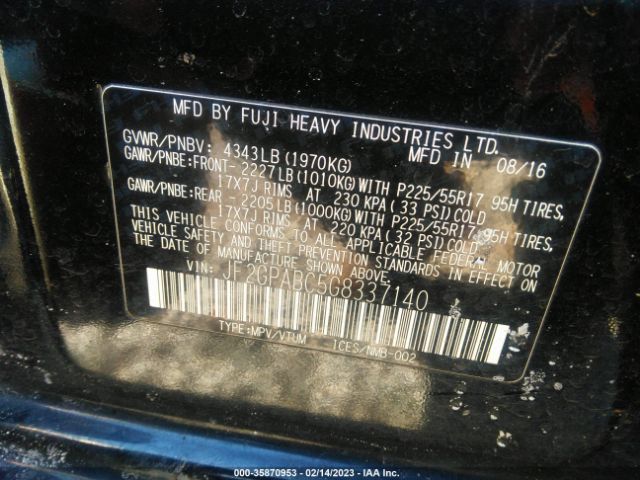 MFD BY FUJI HEAVY INDUSTRIES LTD.
MFD IN 08/16
GVWR/PNBV: 4343LB(1970KG)
GAWR/PNBE:FRONT-2227LB(1010KG)WITH P225/55R17 95H TIRES,
17X7J RIMS AT 230 KPA(33 PSI)COLD
GAWR/PNBE:REAR -2205LB(1000KG)WITH P225/55R17 95H TIRES,
17X7J RIMS AT 220 KPA(32 PSI)COLD
THIS VEHICLE CONFORMS TO ALL APPLICABLE FEDERAL MOTOR
VEHICLE SAFETY AND THEFT PREVENTION STANDARDS IN EFFECT ON
THE DATE OF MANUFACTURE SHOWN ABOVE.
VIN: JF2GPABC5G8337140
TYPE:MPV/VTUM ICES/NMB-002
000-35870953 - 02/14/2023 - IAA Inc.